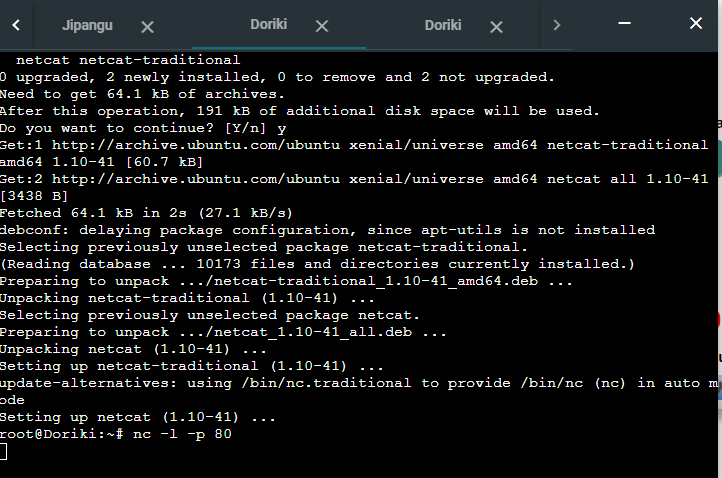 Jipangu
Doriki
Doriki
netcat netcat-traditional
0 upgraded, 2 newly installed, 0 to remove and 2 not upgraded.
Need to get 64.1 kB of archives.
After this operation, 191 kB of additional disk space will be used.
Do you want to continue? [Y/n] y
Get:1 http://archive.ubuntu.com/ubuntu xenial/universe amd64 netcat-traditional
amd64 1.10-41 [60.7 kB]
Get:2 http://archive.ubuntu.com/ubuntu xenial/universe amd64 netcat all 1.10-41
[3438 B]
Fetched 64.1 kB in 2s (27.1 kB/s)
debconf: delaying package configuration, since apt-utils is not installed
Selecting previously unselected package netcat-traditional.
(Reading database ... 10173 files and directories currently installed.)
Preparing to unpack .../netcat-traditional_1.10-41_amd64.deb ...
Unpacking netcat-traditional (1.10-41) ...
Selecting previously unselected package netcat.
Preparing to unpack .../netcat_1.10-41_all.deb ...
Unpacking netcat (1.10-41) ...
Setting up netcat-traditional (1.10-41) ...
update-alternatives: using /bin/nc.traditional to provide /bin/nc (nc) in auto m
ode
Setting up netcat (1.10-41) ...
root@Doriki:~# nc -l -p 80